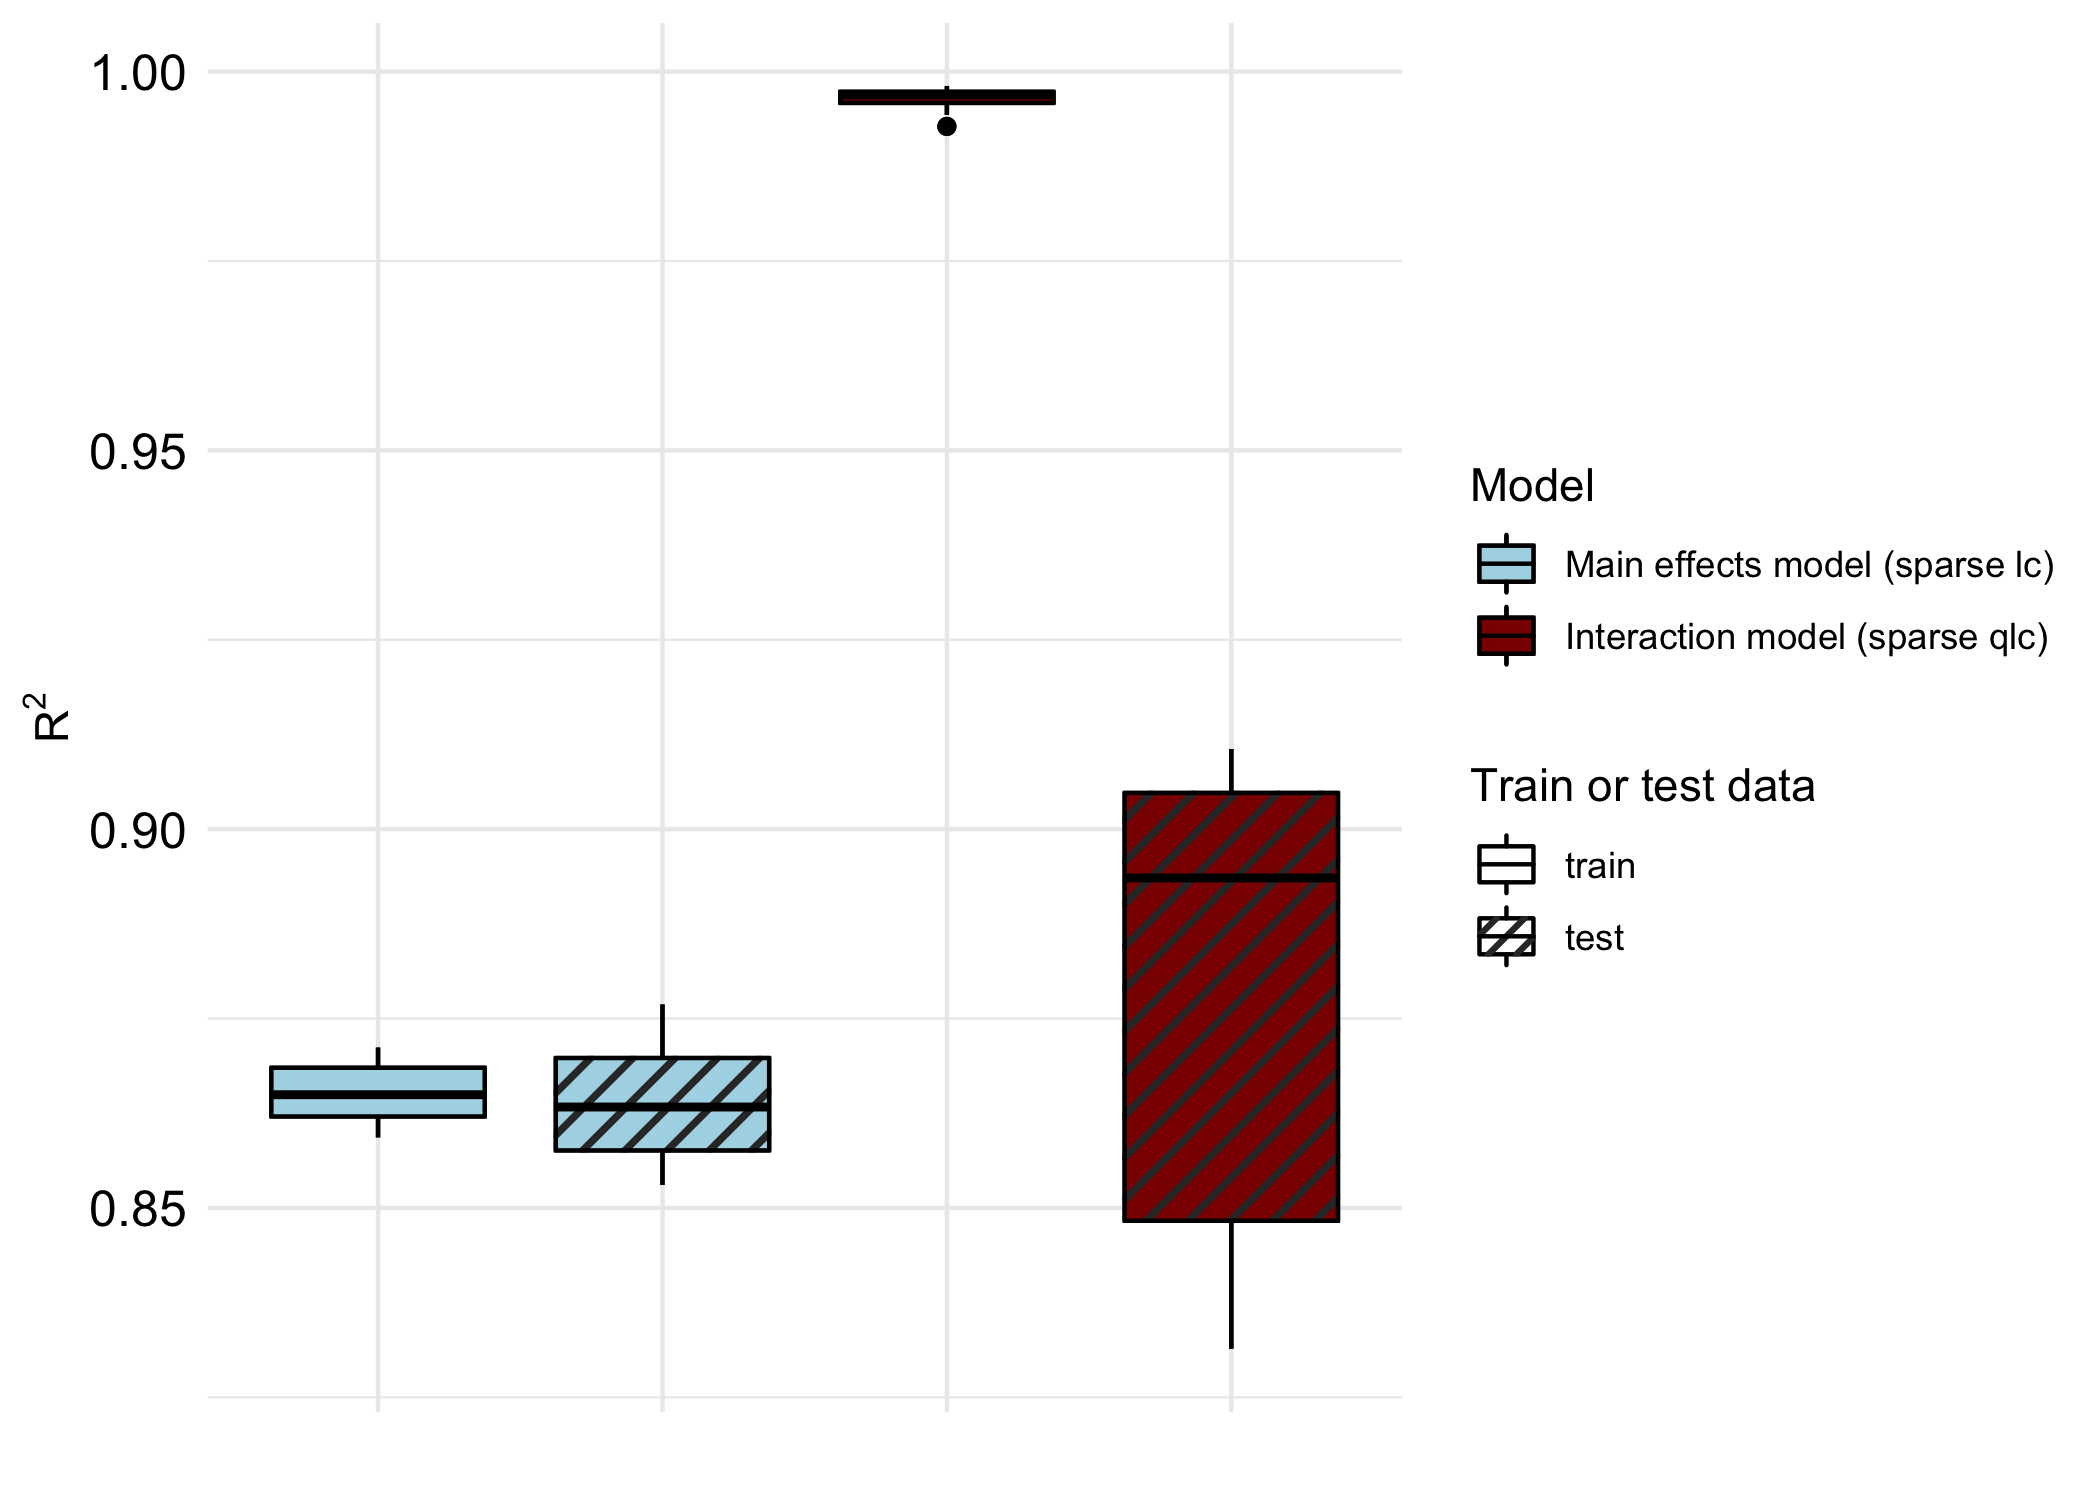 1.00
0.95
0.90
0.85
R²
Model
Main effects model (sparse lc)
Interaction model (sparse qlc)
Train or test data
train
test